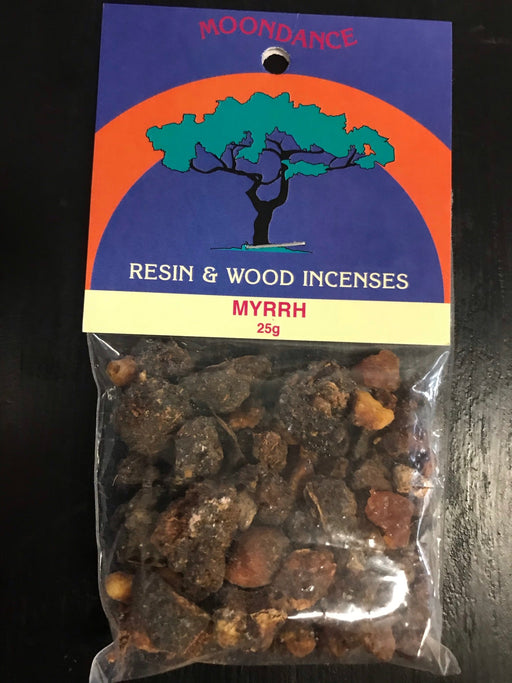 MOONDANCE
RESIN & WOOD INCENSES
MYRRH
25g